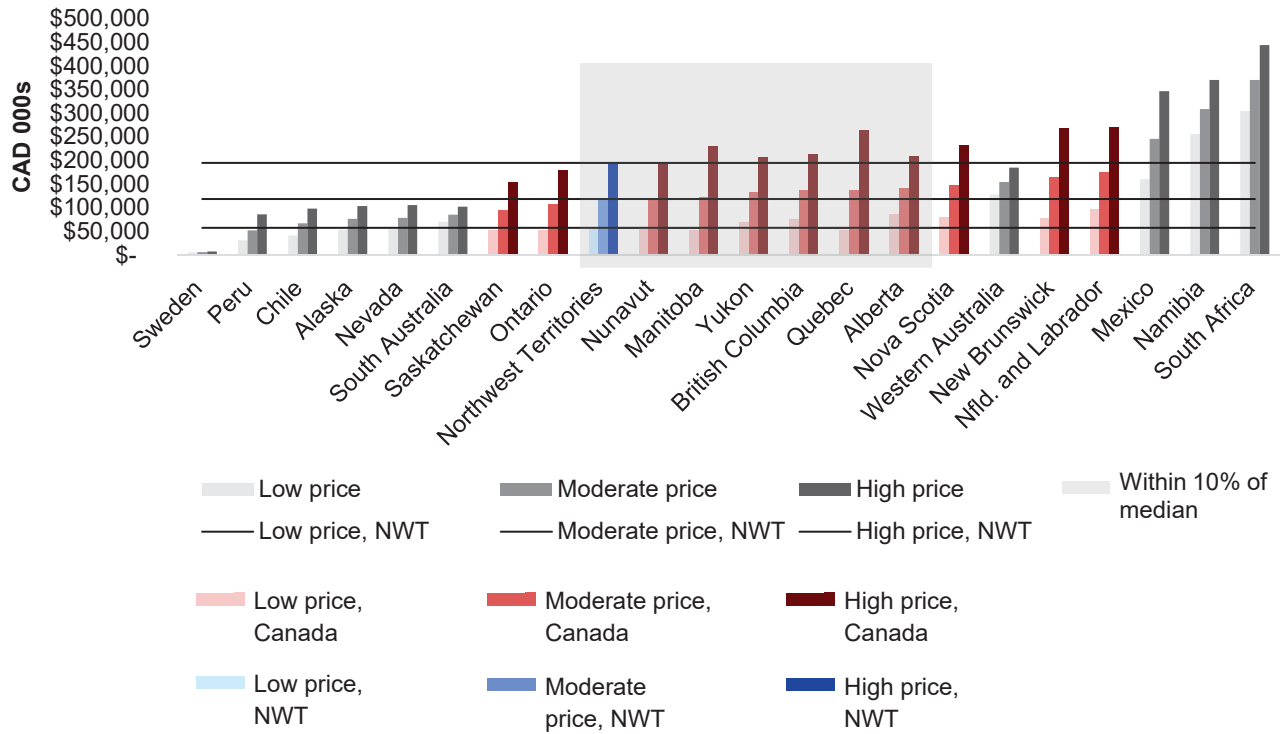 CAD 000s
$500,000
$450,000
$400,000
$350,000
$300,000
$250,000
$200,000
$150,000
$100,000
$50,000
$-
Sweden
Peru
Chile
Alaska
Nevada
South Australia
Saskatchewan
Ontario
Northwest Territories
Nunavut
Manitoba
Yukon
British Columbia
Quebec
Alberta
Nova Scotia
Western Australia
New Brunswick
Nfld. and Labrador
Mexico
Namibia
South Africa
Low price
Moderate price
High price
Within 10% of
median
Low price, NWT
Moderate price, NWT
High price, NWT
Low price,
Canada
Moderate price,
Canada
High price,
Canada
Low price,
NWT
Moderate
price, NWT
High price,
NWT